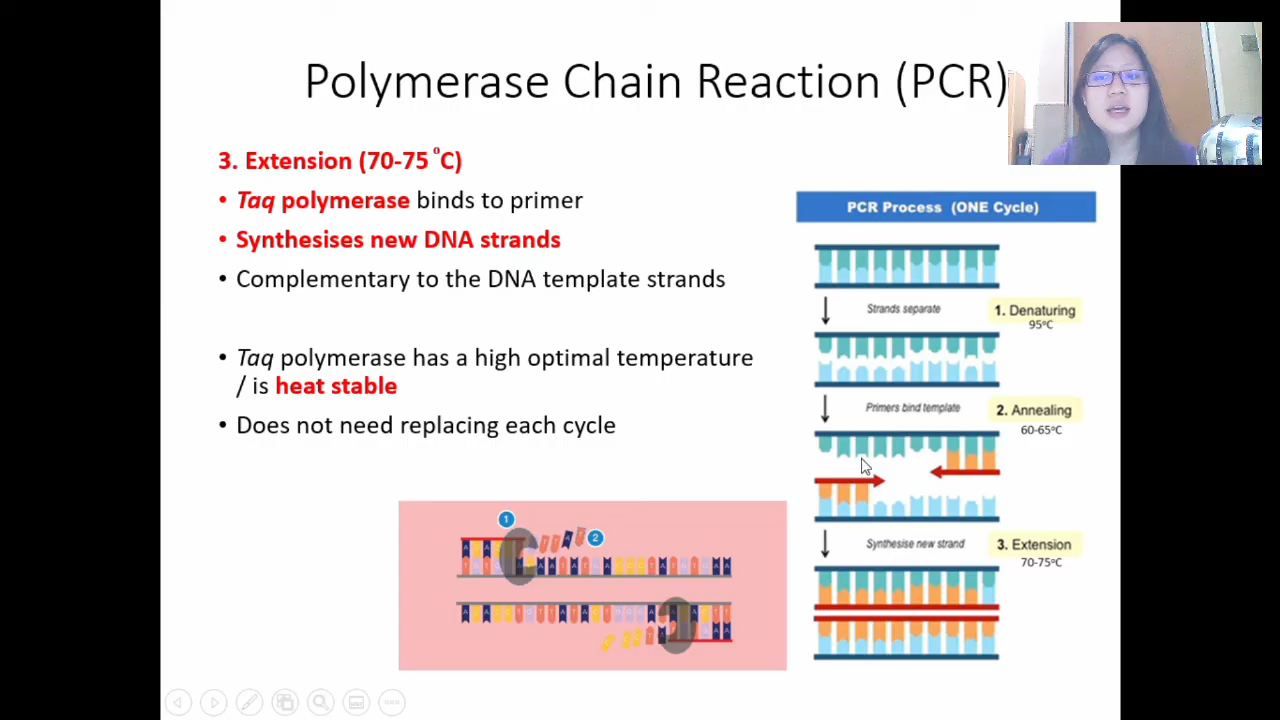 Polymerase Chain Reaction (PCR)
3. Extension (70-75 °C)
• Taq polymerase binds to primer
• Synthesises new DNA strands
• Complementary to the DNA template strands
• Taq polymerase has a high optimal temperature
/ is heat stable
• Does not need replacing each cycle
PCR Process (ONE Cycle)
Strands separate
1. Denaturing
95°C
Primers bind template
2. Annealing
60-65°C
Synthesise new strand
3. Extension
70-75°C
1
2